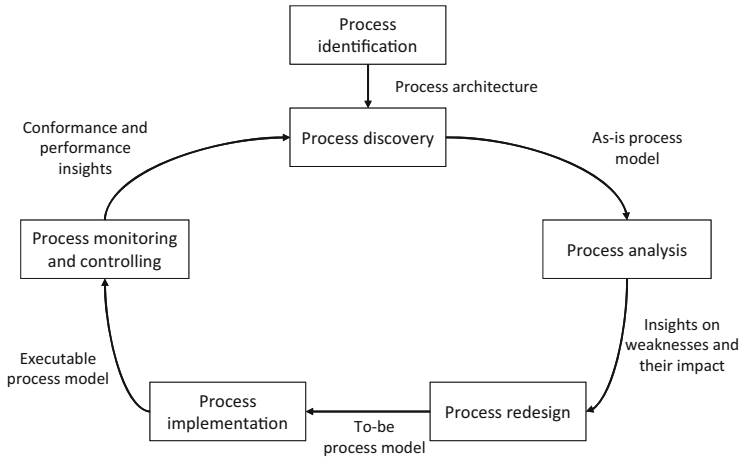 Process
identification
Process architecture
Process discovery
Conformance and
performance
insights
As-is process
model
Process monitoring
and controlling
Process analysis
Insights on
weaknesses and
their impact
Executable
process model
Process
implementation
To-be
process model
Process redesign